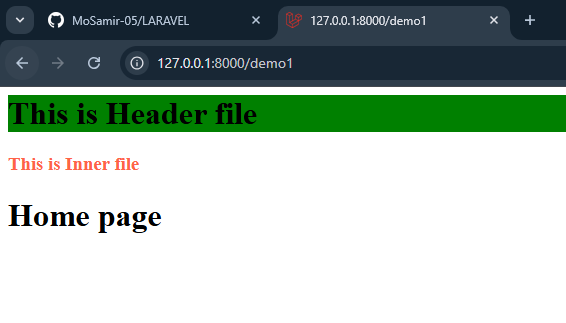 MoSamir-05/LARAVEL
127.0.0.1:8000/demo1
127.0.0.1:8000/demo1
This is Header file
This is Inner file
Home page